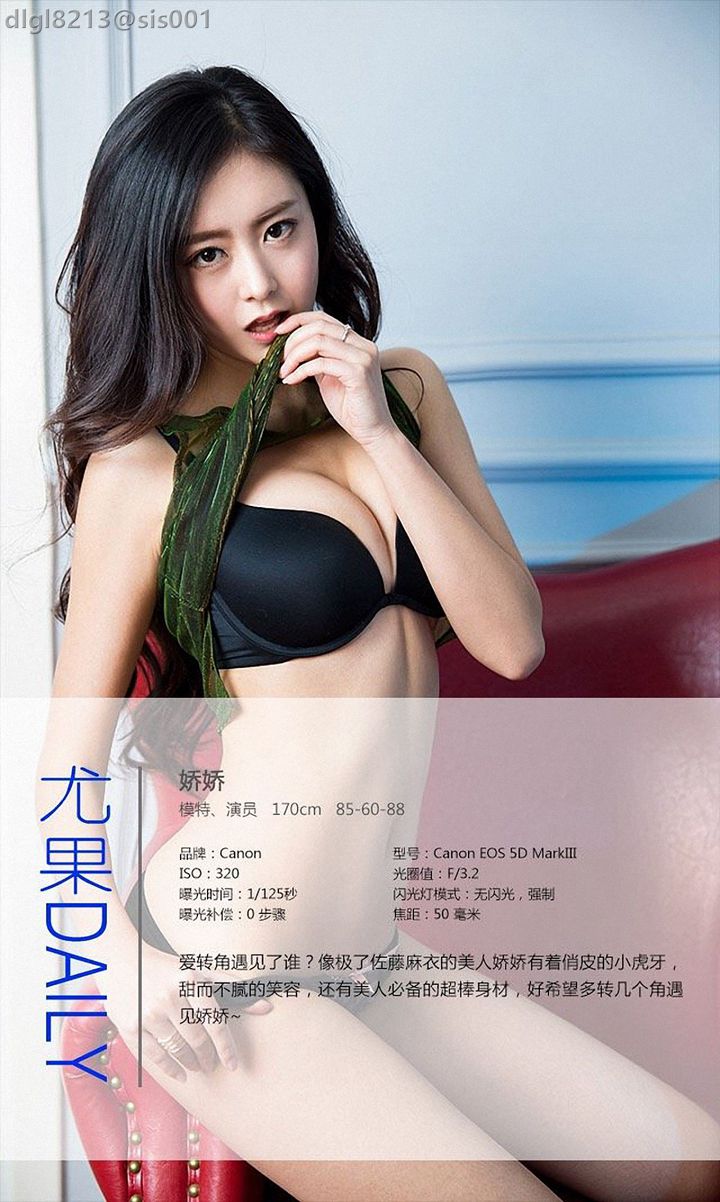 dlgl8213@sis001
尤果DAILY
娇娇
模特、演员 170cm 85-60-88
品牌：Canon 型号：Canon EOS 5D MarkIII
ISO：320 光圈值：F/3.2
曝光时间：1/125秒 闪光灯模式：无闪光，强制
曝光补偿：0 步骤 焦距：50 毫米
爱转角遇见了谁？像极了佐藤麻衣的美人娇娇有着俏皮的小虎牙，
甜而不腻的笑容，还有美人必备的超棒身材，好希望多转几个角遇
见娇娇~